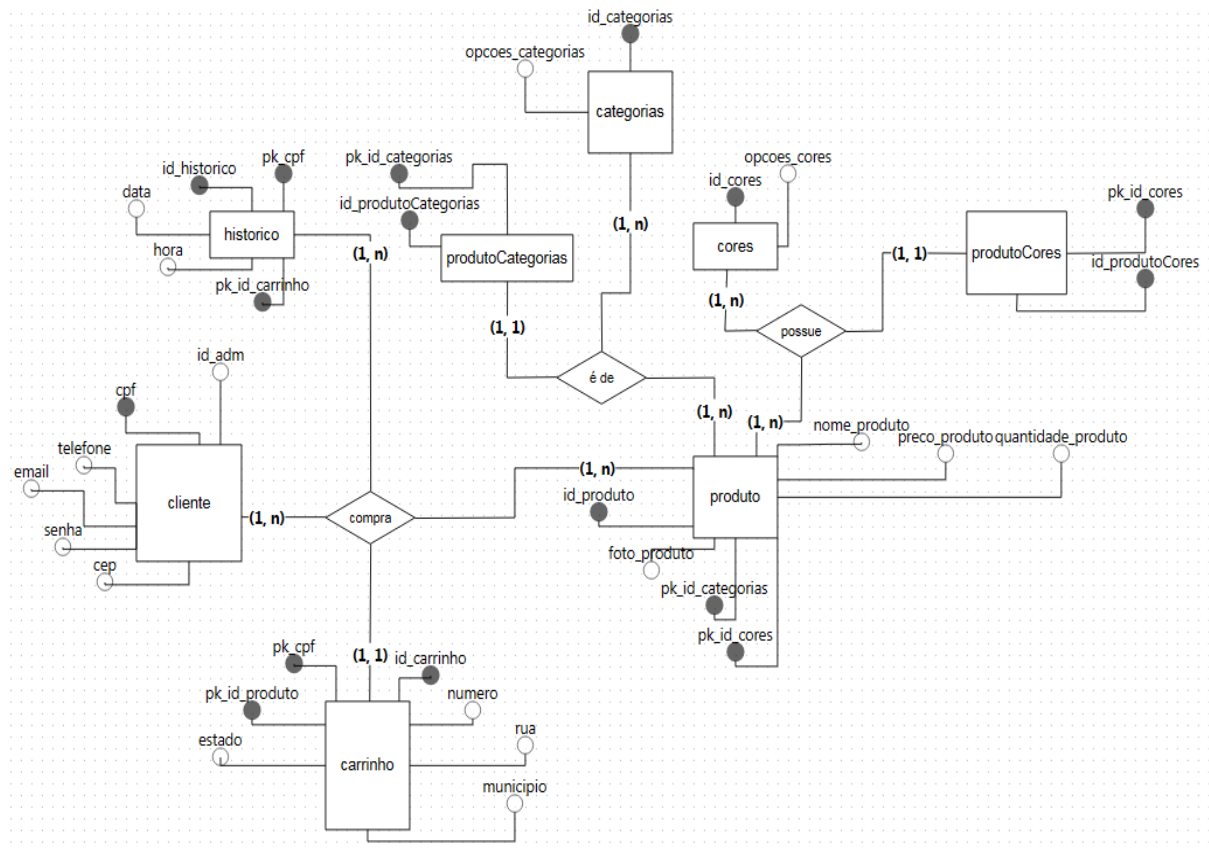 id_categorias
opcoes_categorias
categorias
pk_cpf
pk_id_categorias
opcoes_cores
id_historico
id_cores
pk_id_cores
data
id_produtoCategorias
(1, n)
historico
(1, n)
cores
produtoCores
hora
produtoCategorias
(1, 1)
id_produtoCores
pk_id_carrinho
(1, n)
(1, 1)
possue
id_adm
é de
cpf
(1, n)
(1, n)
nome_produto
preco_produto
quantidade_produto
telefone
email
(1, n)
cliente
id_produto
produto
(1, n)
compra
senha
foto_produto
cep
pk_id_categorias
pk_id_cores
pk_cpf
(1, 1)
id_carrinho
pk_id_produto
numero
estado
rua
carrinho
municipio